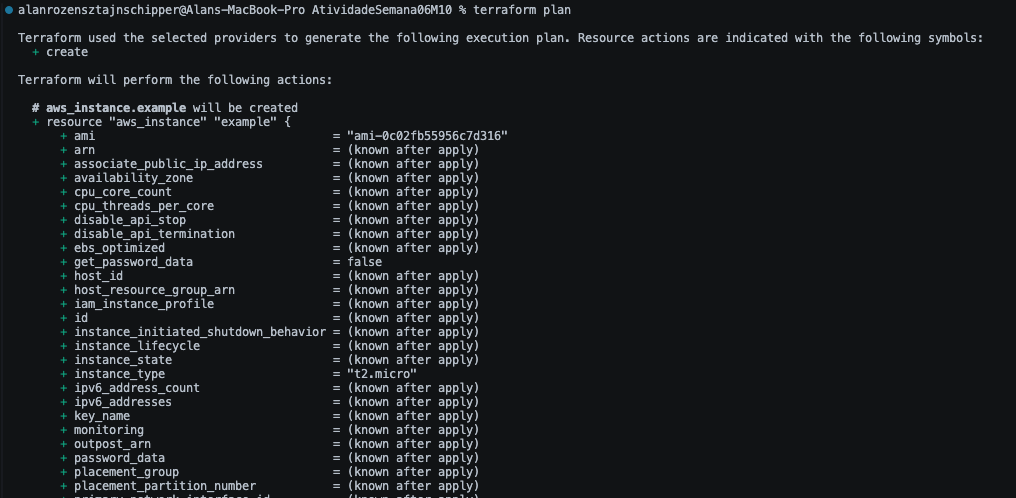 alanrozensztajnschipper@Alans-MacBook-Pro AtividadeSemana06M10 % terraform plan
Terraform used the selected providers to generate the following execution plan. Resource actions are indicated with the following symbols:
+ create
Terraform will perform the following actions:
# aws_instance.example will be created
+ resource "aws_instance" "example" {
+ ami = "ami-0c02fb55956c7d316"
+ arn = (known after apply)
+ associate_public_ip_address = (known after apply)
+ availability_zone = (known after apply)
+ cpu_core_count = (known after apply)
+ cpu_threads_per_core = (known after apply)
+ disable_api_stop = (known after apply)
+ disable_api_termination = (known after apply)
+ ebs_optimized = (known after apply)
+ get_password_data = false
+ host_id = (known after apply)
+ host_resource_group_arn = (known after apply)
+ iam_instance_profile = (known after apply)
+ id = (known after apply)
+ instance_initiated_shutdown_behavior = (known after apply)
+ instance_lifecycle = (known after apply)
+ instance_state = (known after apply)
+ instance_type = "t2.micro"
+ ipv6_address_count = (known after apply)
+ ipv6_addresses = (known after apply)
+ key_name = (known after apply)
+ monitoring = (known after apply)
+ outpost_arn = (known after apply)
+ password_data = (known after apply)
+ placement_group = (known after apply)
+ placement_partition_number = (known after apply)
+ primary_network_interface_id = (known after apply)